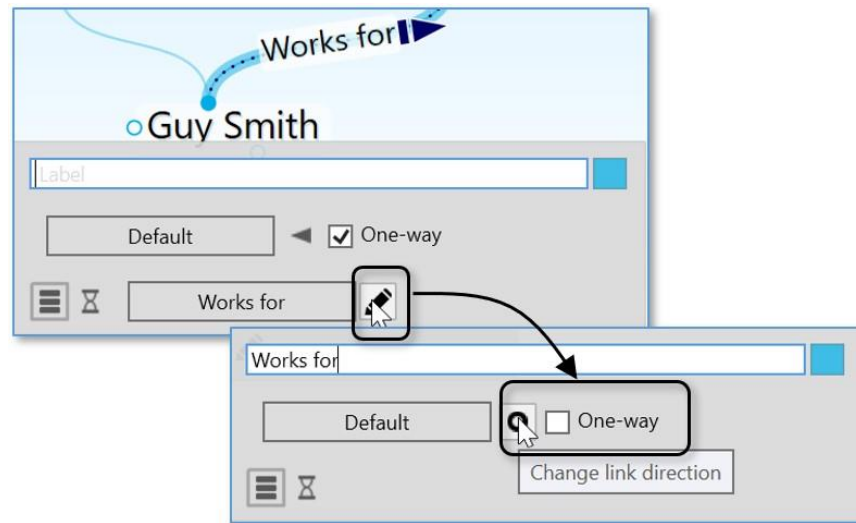 Works for
Guy Smith
Label
Default
One-way
Works for
Works for
Default
One-way
Change link direction